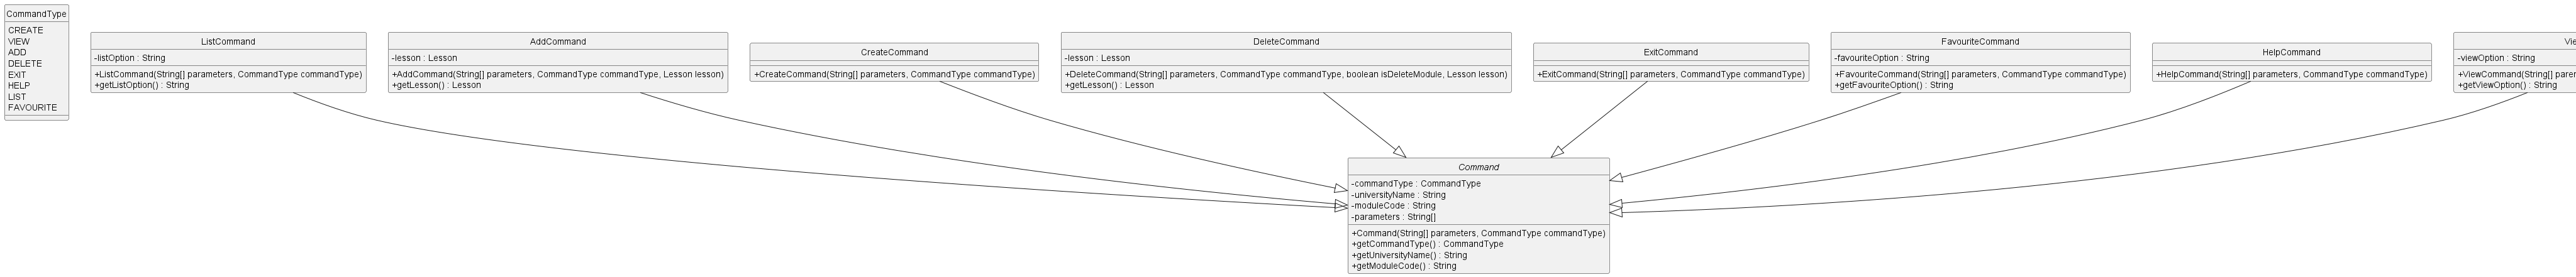 CommandType
CREATE
VIEW
ADD
DELETE
EXIT
HELP
LIST
FAVOURITE
ListCommand
-listOption : String
+ListCommand(String[] parameters, CommandType commandType)
+getListOption() : String
AddCommand
-lesson : Lesson
+AddCommand(String[] parameters, CommandType commandType, Lesson lesson)
+getLesson() : Lesson
CreateCommand
+CreateCommand(String[] parameters, CommandType commandType)
DeleteCommand
-lesson : Lesson
+DeleteCommand(String[] parameters, CommandType commandType, boolean isDeleteModule, Lesson lesson)
+getLesson() : Lesson
ExitCommand
+ExitCommand(String[] parameters, CommandType commandType)
FavouriteCommand
-favouriteOption : String
+FavouriteCommand(String[] parameters, CommandType commandType)
+getFavouriteOption() : String
HelpCommand
+HelpCommand(String[] parameters, CommandType commandType)
-viewOption : String
+ViewCommand(String[]
+getViewOption() : String
Command
-commandType : CommandType
-universityName : String
-moduleCode : String
-parameters : String[]
+Command(String[] parameters, CommandType commandType)
+getCommandType() : CommandType
+getUniversityName() : String
+getModuleCode() : String